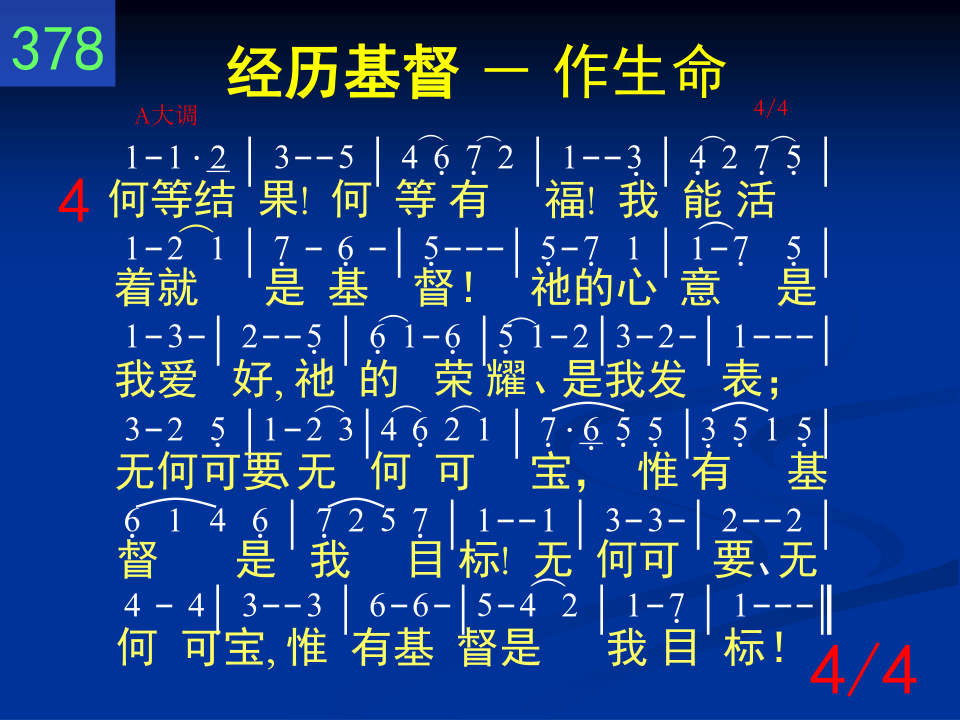 378
经历基督 － 作生命
A大调 4/4
1-1·2│3--5│4 6 7 2│1--3│4 2 7 5│
4 何等结 果! 何 等 有 福! 我 能 活
1-2 1│7 - 6 -│5---│5-7 1│1-7 5│
着就 是 基 督! 祂的心 意 是
1-3-│2--5│6 1-6│5 1-2│3-2-│1---│
我爱 好, 祂 的 荣 耀、是我发 表;
3-2 5│1-2 3│4 6 2 1│7·6 5 5│3 5 1 5│
无何可要、无 何 可 宝, 惟 有 基
6 1 4 6│7 2 5 7│1--1│3-3-│2--2│
督 是 我 目 标! 无 何可 要、无
4 - 4│3--3│6-6-│5-4 2│1-7│1---‖
何 可宝, 惟 有基 督是 我 目 标!
4/4